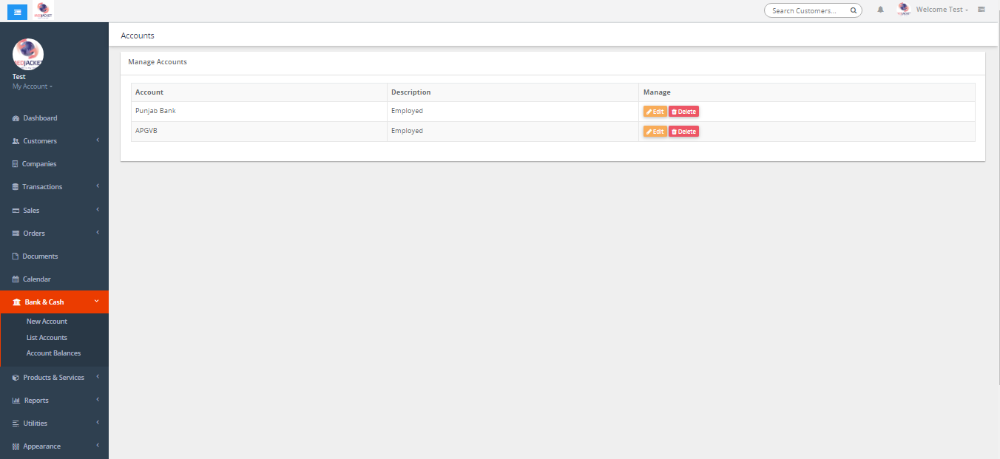 REDJACKET
Search Customers...
Welcome Test
REDJACKET
Test
My Account
Dashboard
Customers
Companies
Transactions
Sales
Orders
Documents
Calendar
Bank & Cash
New Account
List Accounts
Account Balances
Products & Services
Reports
Utilities
Appearance
Accounts
Manage Accounts
Account Description Manage
Punjab Bank Employed Edit Delete
APGVB Employed Edit Delete